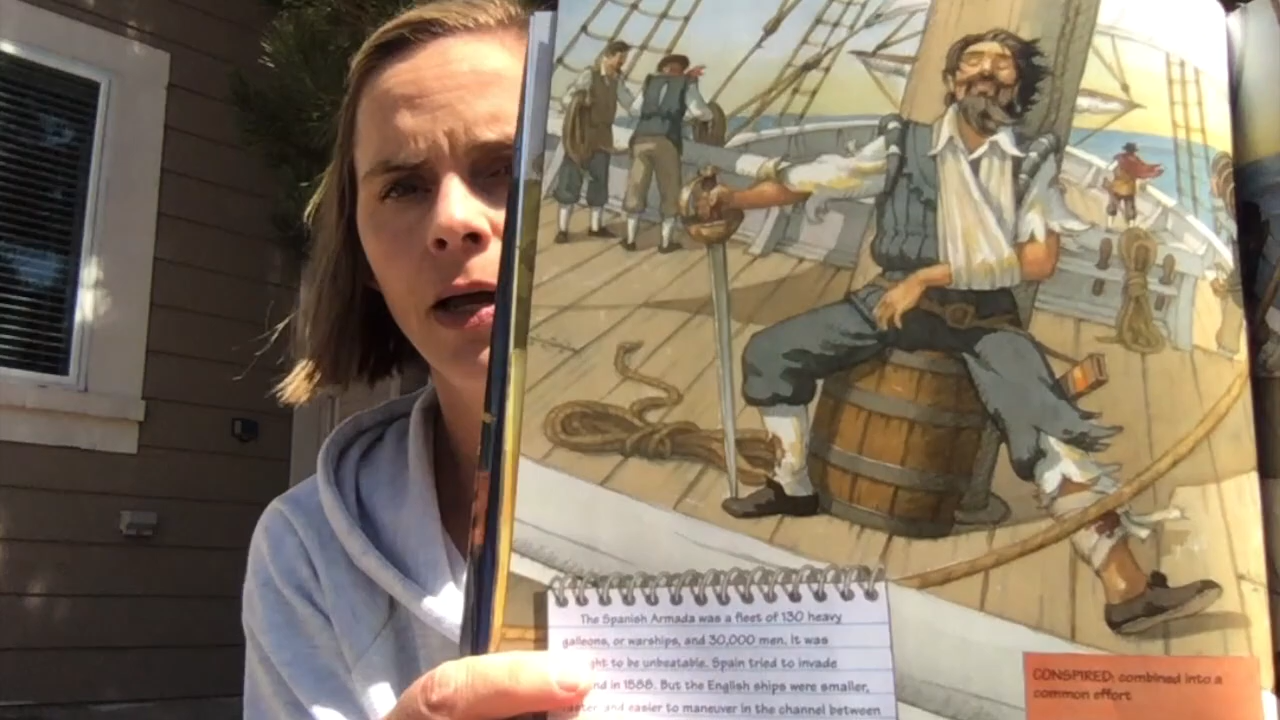 The Spanish Armada was a fleet of 130 heavy
galleons, or warships, and 30,000 men. It was
to be unbeatable. Spain tried to invade
in 1588. But the English ships were smaller,
and easier to maneuver in the channel between
CONSPIRED: combined into a
common effort